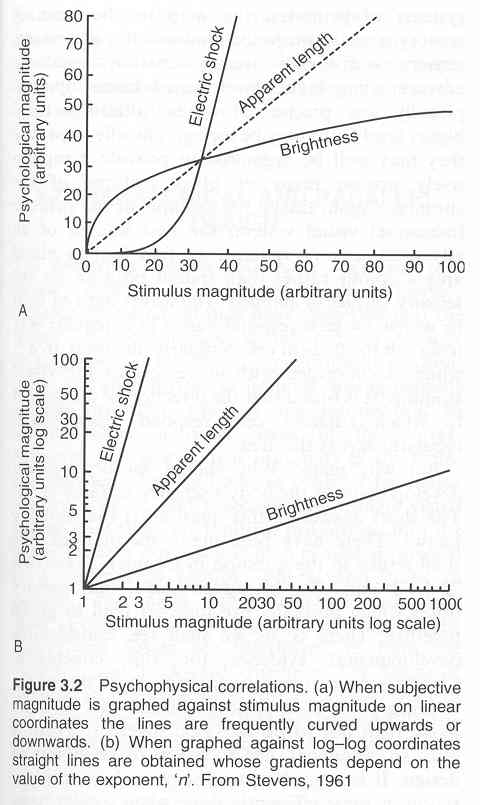 80
70
60
50
40
30
20
10
0
Psychological magnitude
(arbitrary units)
Electric shock
Apparent length
Brightness
0 10 20 30 40 50 60 70 80 90 100
Stimulus magnitude (arbitrary units)
A
100
50
30
20
10
5
3
2
1
Psychological magnitude
(arbitrary units log scale)
Electric shock
Apparent length
Brightness
1 2 3 5 10 2030 50 100 200 500 1000
Stimulus magnitude (arbitrary units log scale)
B
Figure 3.2 Psychophysical correlations. (a) When subjective
magnitude is graphed against stimulus magnitude on linear
coordinates the lines are frequently curved upwards or
downwards. (b) When graphed against log–log coordinates
straight lines are obtained whose gradients depend on the
value of the exponent, ‘n’. From Stevens, 1961